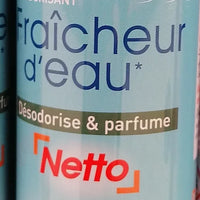 Fraîcheur
d'eau*
Désodorise & parfume
Netto